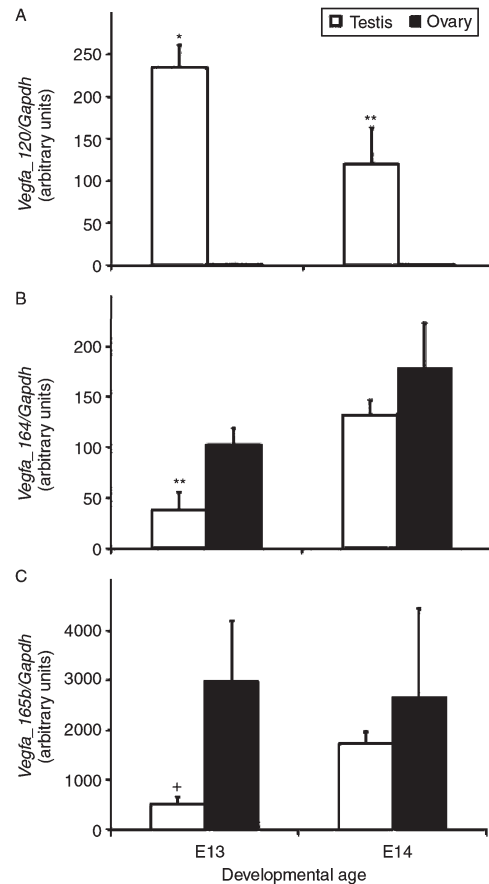 A
Testis Ovary
Vegfa_120/Gapdh
(arbitrary units)
250
200
150
100
50
0
*
**
B
Vegfa_164/Gapdh
(arbitrary units)
200
150
100
50
0
**
C
Vegfa_165b/Gapdh
(arbitrary units)
4000
3000
2000
1000
0
+
E13 E14
Developmental age